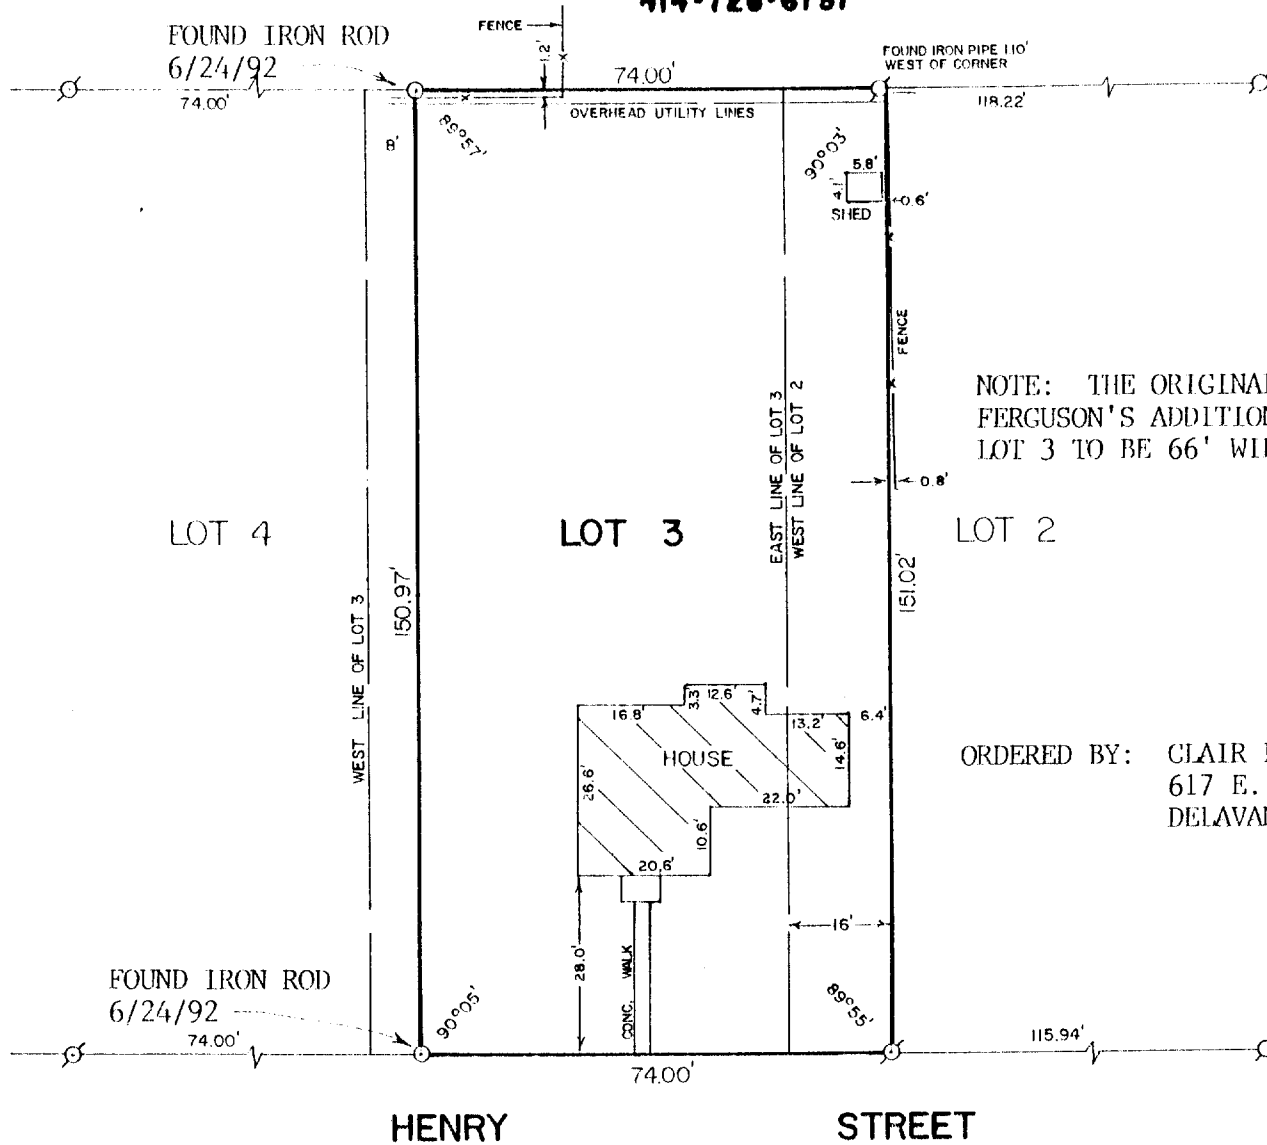 414-728-6757
FENCE
FOUND IRON ROD
6/24/92
1.2'
FOUND IRON PIPE 1.10'
WEST OF CORNER
74.00'
74.00'
118.22'
OVERHEAD UTILITY LINES
8'
89°57'
90°03'
5.8'
4.1'
SHED
0.6'
FENCE
NOTE: THE ORIGINAL
FERGUSON'S ADDITION
LOT 3 TO BE 66'
0.8'
EAST LINE OF LOT 3
WEST LINE OF LOT 2
LOT 4
LOT 3
LOT 2
150.97'
151.02'
WEST LINE OF LOT 3
3.3'
12.6'
4.7'
16.8'
13.2'
6.4'
HOUSE
14.6'
26.6'
22.0'
10.6'
20.6'
ORDERED BY: CLAIR
617 E.
DELAVAN
16'
28.0'
CONC. WALK
FOUND IRON ROD
6/24/92
90°05'
89°55'
74.00'
115.94'
74.00'
HENRY STREET